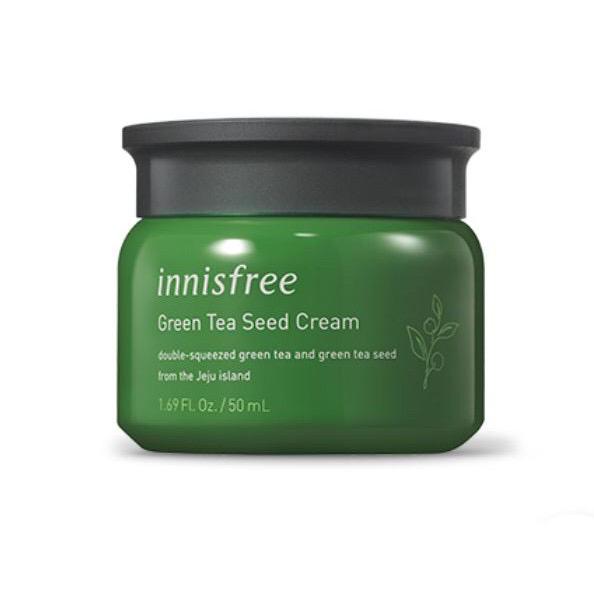 innisfree
Green Tea Seed Cream
double-squeezed green tea and green tea seed
from the Jeju island
1.69 Fl. Oz. / 50 mL